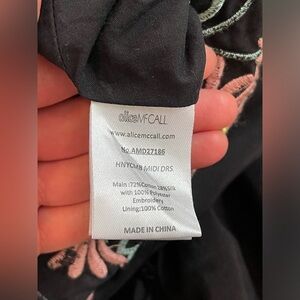 aliceMCCALL
www.alicemccall.com
No.AMD27186
HNYCMB MIDI DRS.
Main:72%Cotton 28%Silk
with 100% Polyester
Embroidery
Lining:100% Cotton
MADE IN CHINA